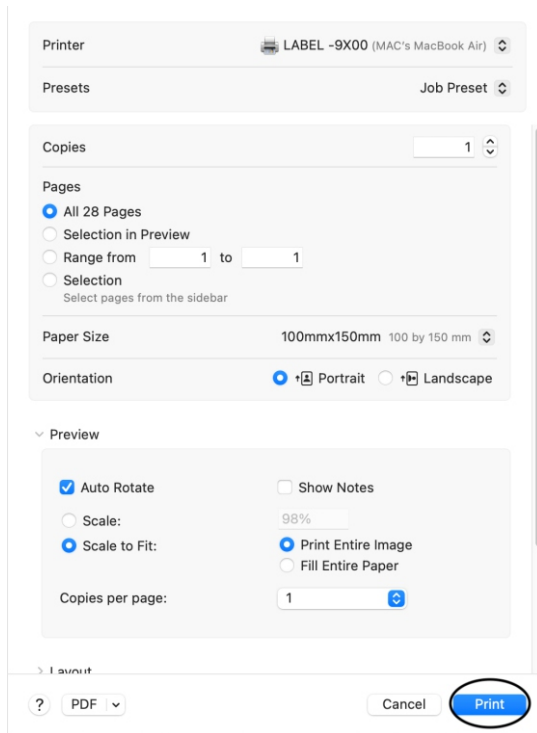 Printer LABEL -9X00 (MAC's MacBook Air)
Presets Job Preset
Copies 1
Pages
All 28 Pages
Selection in Preview
Range from 1 to 1
Selection
Select pages from the sidebar
Paper Size 100mmx150mm 100 by 150 mm
Orientation Portrait Landscape
Preview
Auto Rotate Show Notes
Scale: 98%
Scale to Fit: Print Entire Image
Fill Entire Paper
Copies per page: 1
Layout
? PDF Cancel Print